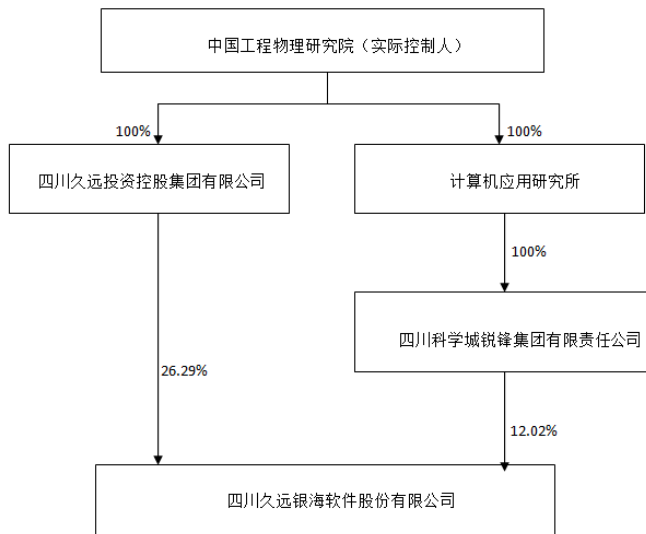 中国工程物理研究院（实际控制人）
100%
100%
四川久远投资控股集团有限公司
计算机应用研究所
100%
四川科学城锐锋集团有限责任公司
26.29%
12.02%
四川久远银海软件股份有限公司